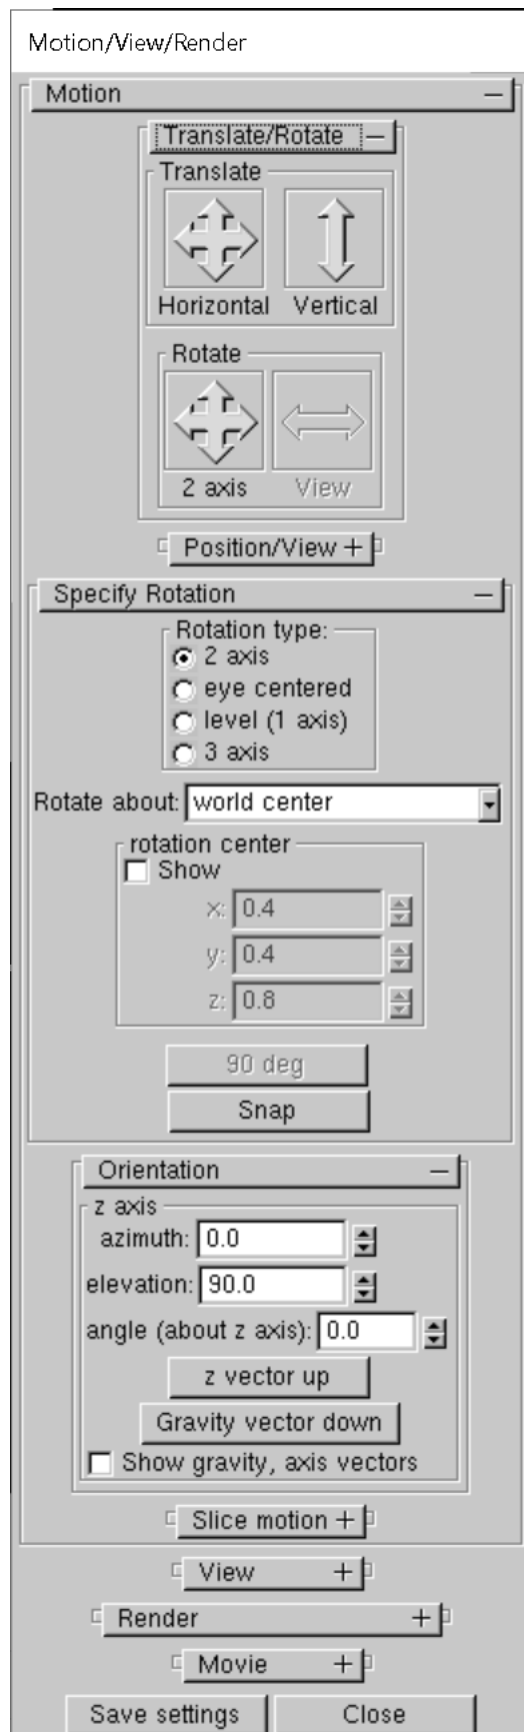 Motion/View/Render
Motion −
Translate/Rotate −
Translate
Horizontal Vertical
Rotate
2 axis View
Position/View +
Specify Rotation −
Rotation type:
2 axis
eye centered
level (1 axis)
3 axis
Rotate about: world center
rotation center
Show
x: 0.4
y: 0.4
z: 0.8
90 deg
Snap
Orientation −
z axis
azimuth: 0.0
elevation: 90.0
angle (about z axis): 0.0
z vector up
Gravity vector down
Show gravity, axis vectors
Slice motion +
View +
Render +
Movie +
Save settings Close